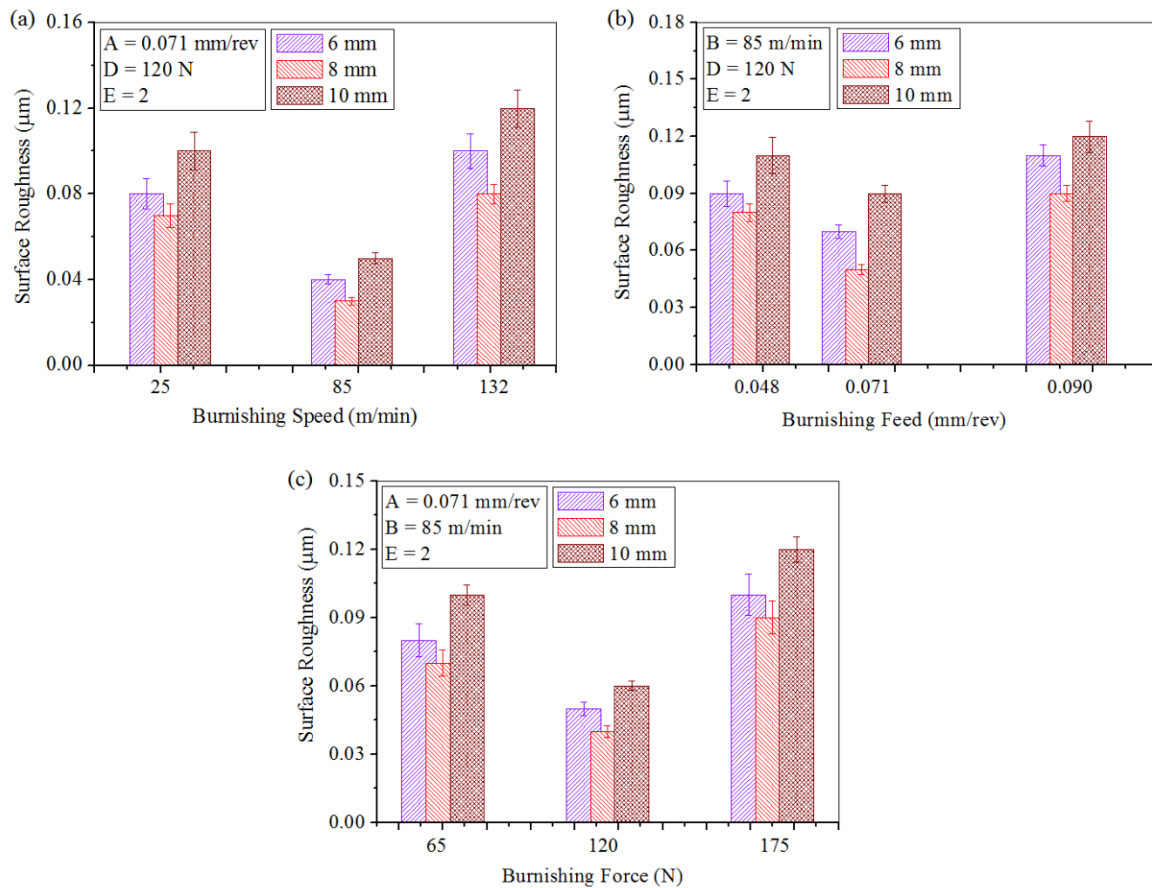 (a)
0.16
0.12
0.08
0.04
0.00
Surface Roughness (μm)
A = 0.071 mm/rev
D = 120 N
E = 2
6 mm
8 mm
10 mm
25
85
132
Burnishing Speed (m/min)
(b)
0.18
0.15
0.12
0.09
0.06
0.03
0.00
Surface Roughness (μm)
B = 85 m/min
D = 120 N
E = 2
6 mm
8 mm
10 mm
0.048
0.071
0.090
Burnishing Feed (mm/rev)
(c)
0.15
0.12
0.09
0.06
0.03
0.00
Surface Roughness (μm)
A = 0.071 mm/rev
B = 85 m/min
E = 2
6 mm
8 mm
10 mm
65
120
175
Burnishing Force (N)